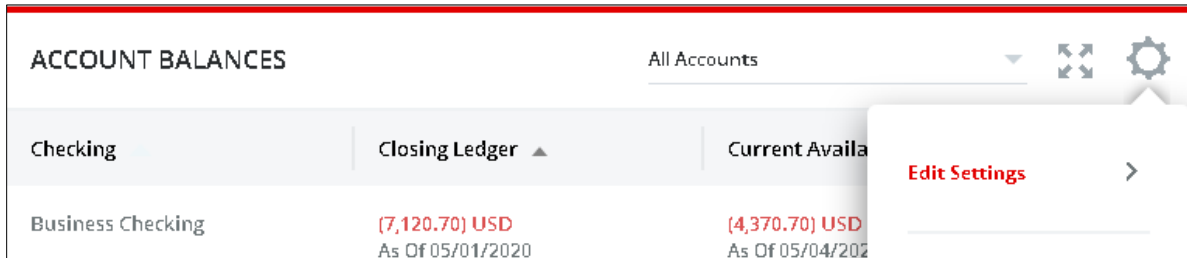 ACCOUNT BALANCES All Accounts
Checking Closing Ledger Current Availa
Edit Settings
Business Checking (7,120.70) USD (4,370.70) USD
As Of 05/01/2020 As Of 05/04/202